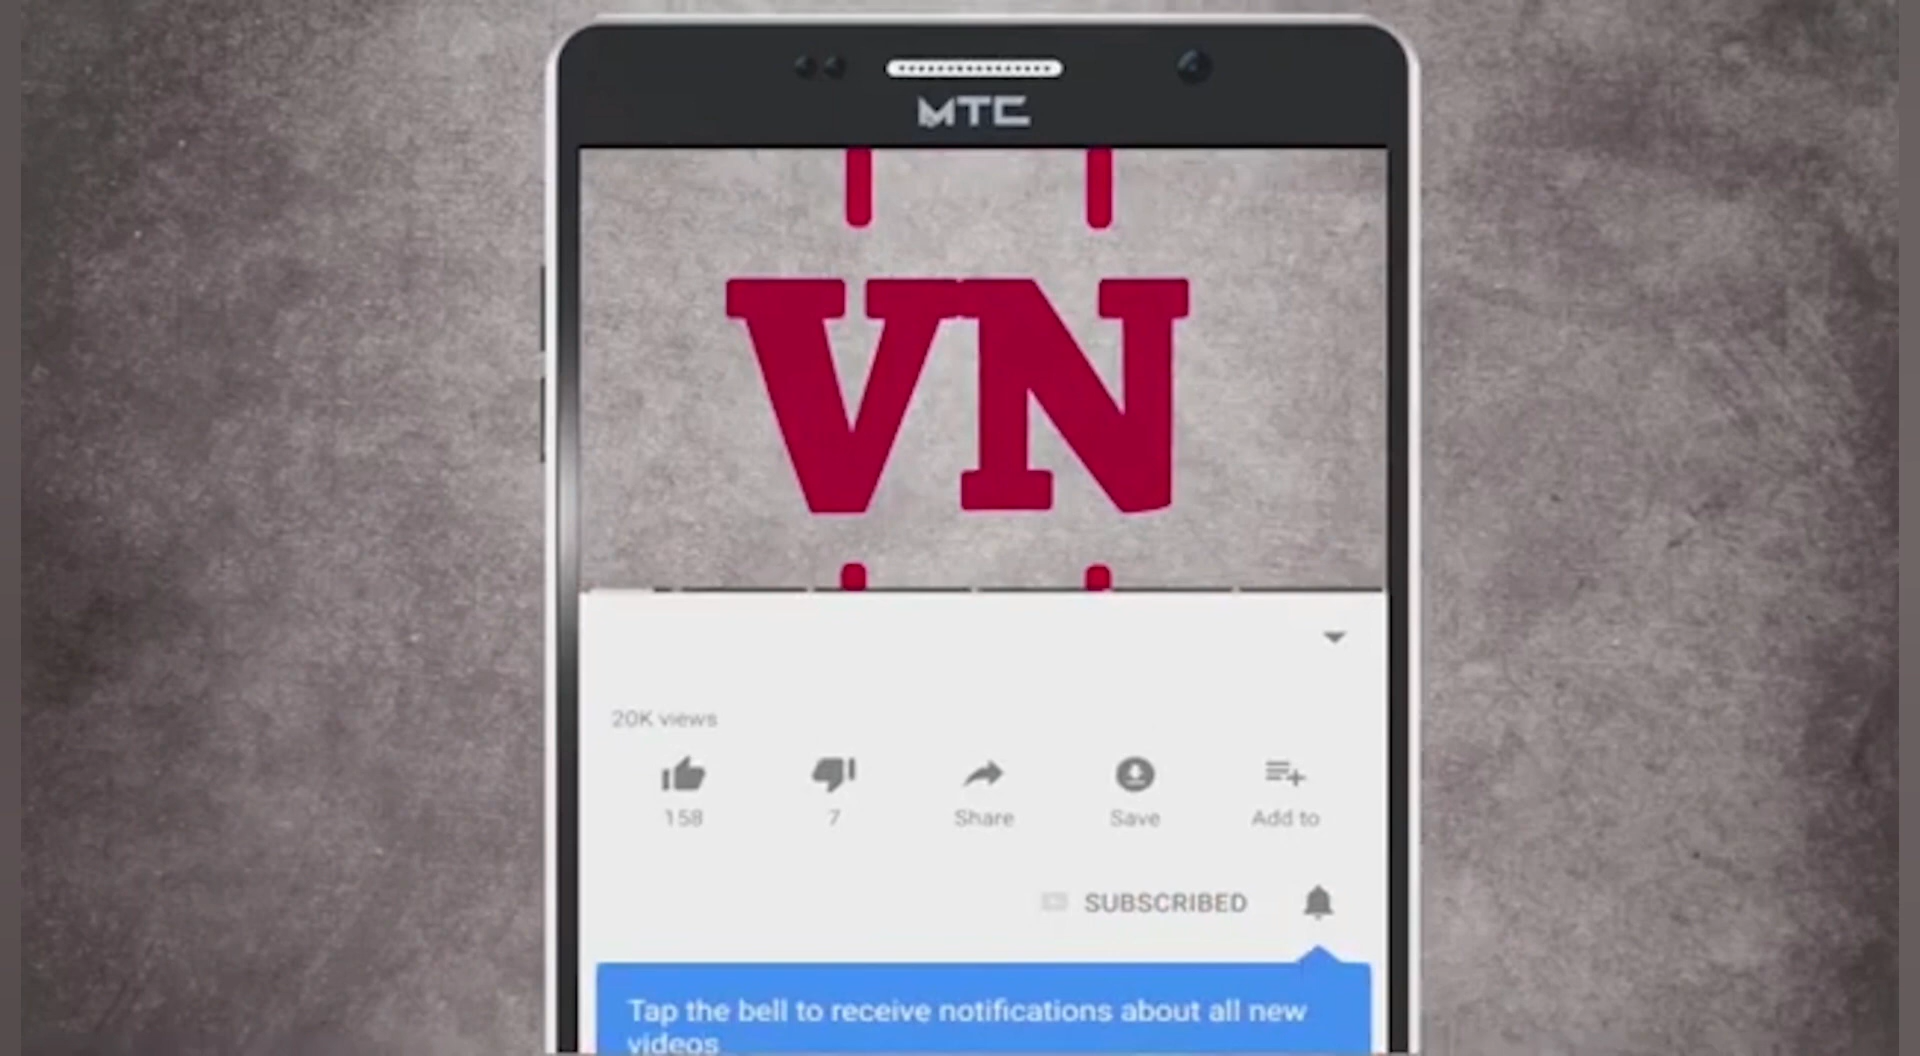 MTC
VN
20K views
158
7
Share
Save
Add to
SUBSCRIBED
Tap the bell to receive notifications about all new
videos